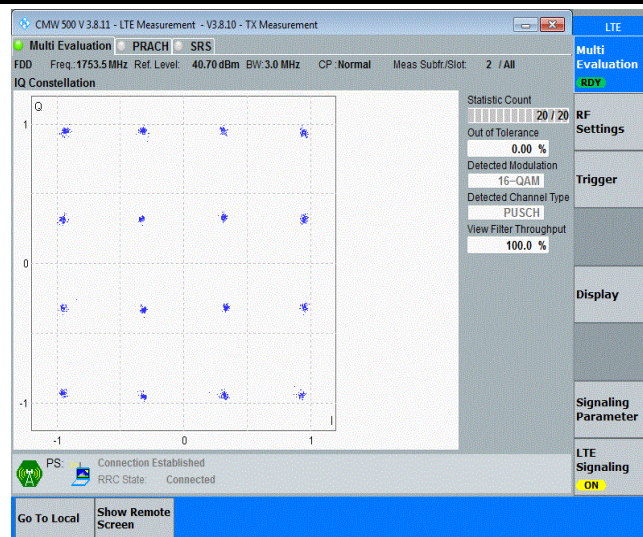 CMW 500 V 3.8.11 - LTE Measurement - V3.8.10 - TX Measurement
LTE
Multi Evaluation PRACH SRS
Multi
Evaluation
RDY
FDD Freq.:1753.5 MHz Ref. Level: 40.70 dBm BW:3.0 MHz CP :Normal Meas Subfr./Slot: 2 / All
IQ Constellation
Q
1
0
-1
-1 0 1
I
Statistic Count
20 / 20
Out of Tolerance
0.00 %
Detected Modulation
16-QAM
Detected Channel Type
PUSCH
View Filter Throughput
100.0 %
RF
Settings
Trigger
Display
Signaling
Parameter
LTE
Signaling
ON
PS: Connection Established
RRC State: Connected
Go To Local
Show Remote
Screen